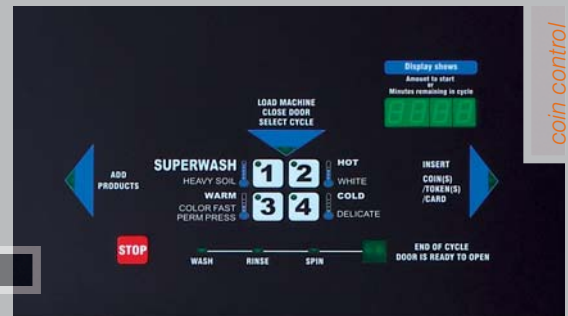 coin control
Display shows
Amount to start
or
Minutes remaining in cycle
8888
LOAD MACHINE
CLOSE DOOR
SELECT CYCLE
ADD
PRODUCTS
SUPERWASH
HEAVY SOIL
1
2
HOT
WHITE
WARM
COLOR FAST
PERM PRESS
3
4
COLD
DELICATE
INSERT
COIN(S)
/TOKEN(S)
/CARD
STOP
WASH
RINSE
SPIN
END OF CYCLE
DOOR IS READY TO OPEN